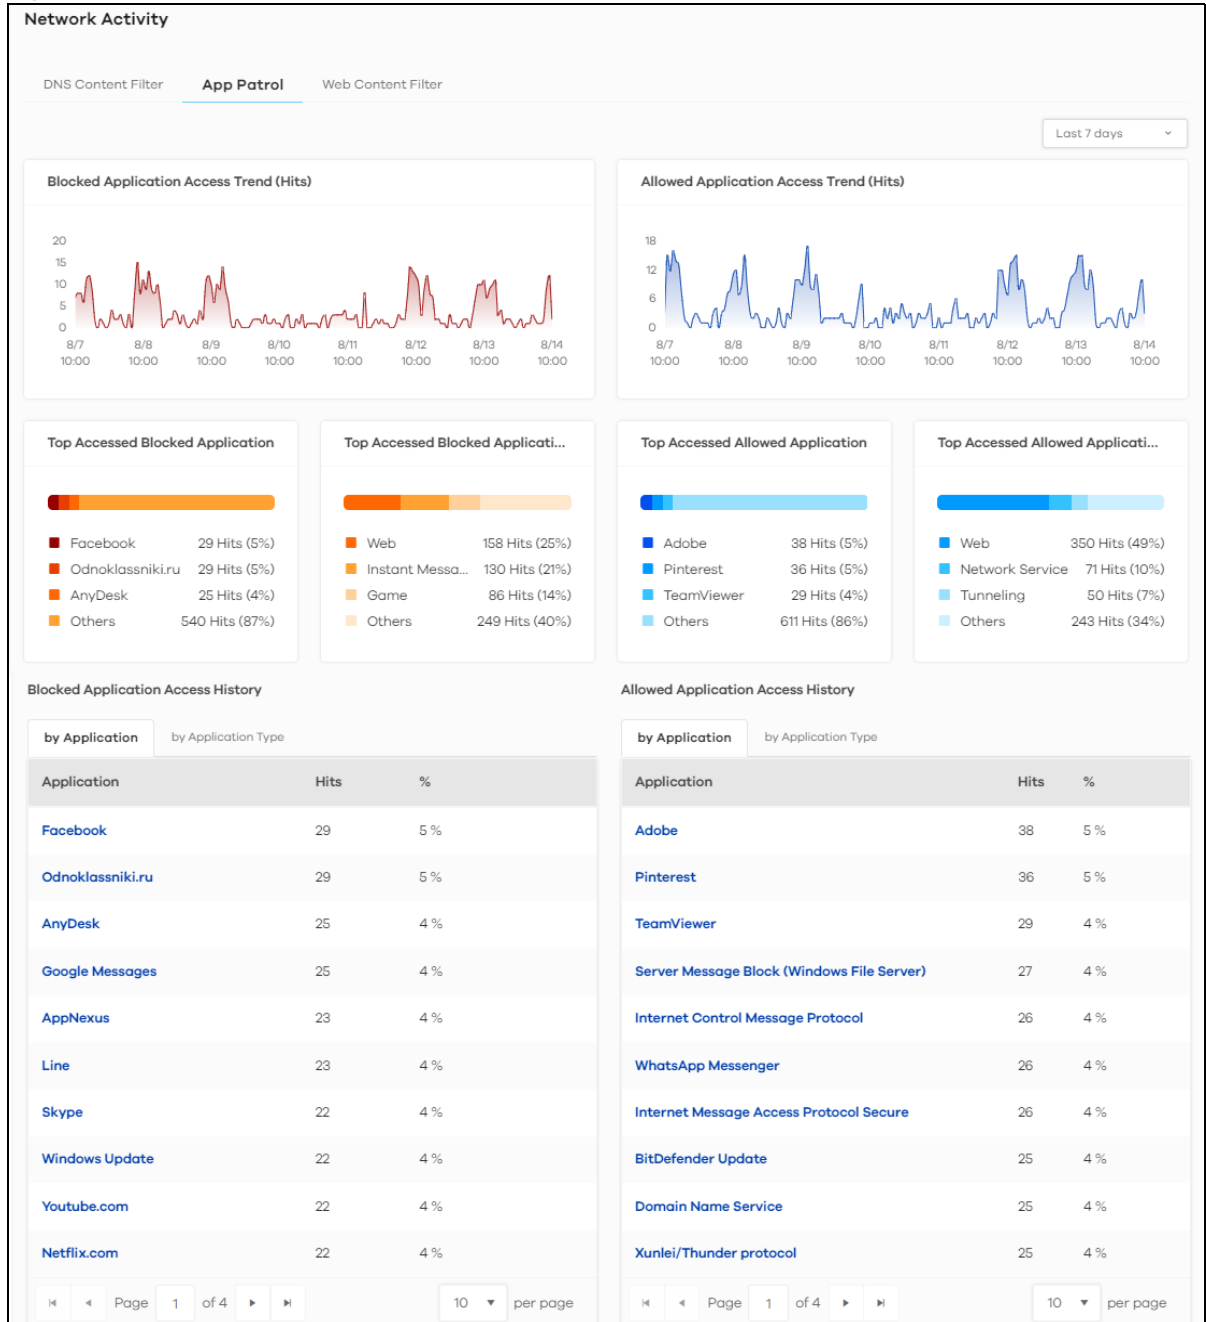 Network Activity
DNS Content Filter App Patrol Web Content Filter
Last 7 days
Blocked Application Access Trend (Hits)
20
15
10
5
0
8/7 8/8 8/9 8/10 8/11 8/12 8/13 8/14
10:00 10:00 10:00 10:00 10:00 10:00 10:00 10:00
Allowed Application Access Trend (Hits)
18
12
6
0
8/7 8/8 8/9 8/10 8/11 8/12 8/13 8/14
10:00 10:00 10:00 10:00 10:00 10:00 10:00 10:00
Top Accessed Blocked Application
Facebook 29 Hits (5%)
Odnoklassniki.ru 29 Hits (5%)
AnyDesk 25 Hits (4%)
Others 540 Hits (87%)
Top Accessed Blocked Applicati...
Web 158 Hits (25%)
Instant Messa... 130 Hits (21%)
Game 86 Hits (14%)
Others 249 Hits (40%)
Top Accessed Allowed Application
Adobe 38 Hits (5%)
Pinterest 36 Hits (5%)
TeamViewer 29 Hits (4%)
Others 611 Hits (86%)
Top Accessed Allowed Applicati...
Web 350 Hits (49%)
Network Service 71 Hits (10%)
Tunneling 50 Hits (7%)
Others 243 Hits (34%)
Blocked Application Access History
by Application by Application Type
Application Hits %
Facebook 29 5 %
Odnoklassniki.ru 29 5 %
AnyDesk 25 4 %
Google Messages 25 4 %
AppNexus 23 4 %
Line 23 4 %
Skype 22 4 %
Windows Update 22 4 %
Youtube.com 22 4 %
Netflix.com 22 4 %
Page 1 of 4 10 per page
Allowed Application Access History
by Application by Application Type
Application Hits %
Adobe 38 5 %
Pinterest 36 5 %
TeamViewer 29 4 %
Server Message Block (Windows File Server) 27 4 %
Internet Control Message Protocol 26 4 %
WhatsApp Messenger 26 4 %
Internet Message Access Protocol Secure 26 4 %
BitDefender Update 25 4 %
Domain Name Service 25 4 %
Xunlei/Thunder protocol 25 4 %
Page 1 of 4 10 per page